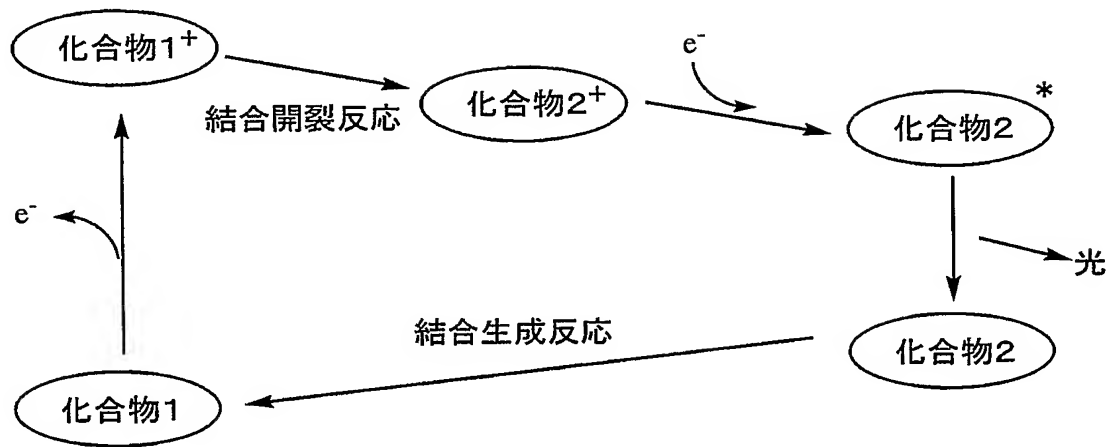 化合物1⁺
e⁻
結合開裂反応
化合物2⁺
化合物2*
e⁻
光
結合生成反応
化合物2
化合物1